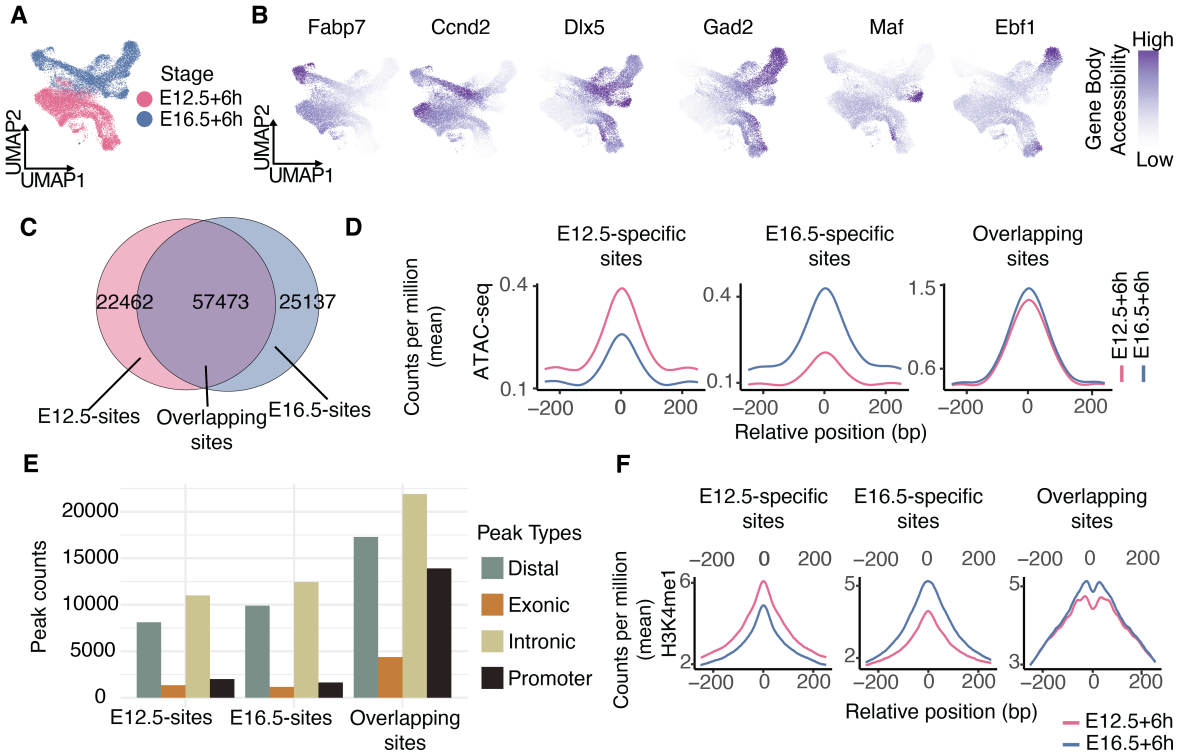 A
Stage
E12.5+6h
E16.5+6h
UMAP2
UMAP1
B
Fabp7
Ccnd2
Dlx5
Gad2
Maf
Ebf1
UMAP2
UMAP1
Gene Body
Accessibility
High
Low
C
22462
57473
25137
E12.5-sites
Overlapping
sites
E16.5-sites
D
Counts per million
(mean)
ATAC-seq
E12.5-specific
sites
0.4
0.1
−200
0
200
E16.5-specific
sites
0.4
0.1
−200
0
200
Overlapping
sites
1.5
0.6
−200
0
200
Relative position (bp)
E12.5+6h
E16.5+6h
E
Peak counts
20000
15000
10000
5000
0
E12.5-sites
E16.5-sites
Overlapping
sites
Peak Types
Distal
Exonic
Intronic
Promoter
F
Counts per million
(mean)
H3K4me1
E12.5-specific
sites
−200
0
200
6
2
−200
0
200
E16.5-specific
sites
−200
0
200
5
2
−200
0
200
Overlapping
sites
−200
0
200
5
3
−200
0
200
Relative position (bp)
E12.5+6h
E16.5+6h